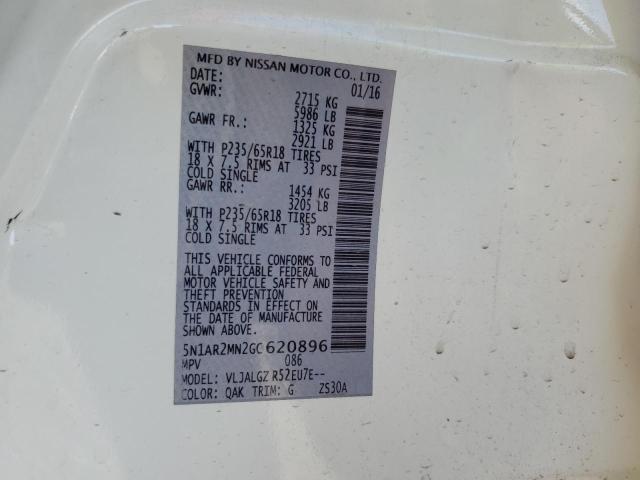 MFD BY NISSAN MOTOR CO., LTD.
DATE: 01/16
GVWR: 2715 KG
5986 LB
GAWR FR.: 1325 KG
2921 LB
WITH P235/65R18 TIRES
18 X 7.5 RIMS AT 33 PSI
COLD SINGLE
GAWR RR.: 1454 KG
3205 LB
WITH P235/65R18 TIRES
18 X 7.5 RIMS AT 33 PSI
COLD SINGLE
THIS VEHICLE CONFORMS TO
ALL APPLICABLE FEDERAL
MOTOR VEHICLE SAFETY AND
THEFT PREVENTION
STANDARDS IN EFFECT ON
THE DATE OF MANUFACTURE
SHOWN ABOVE.
5N1AR2MN2GC620896
MPV 086
MODEL: VLJALGZ R52EU7E--
COLOR: QAK TRIM: G ZS30A